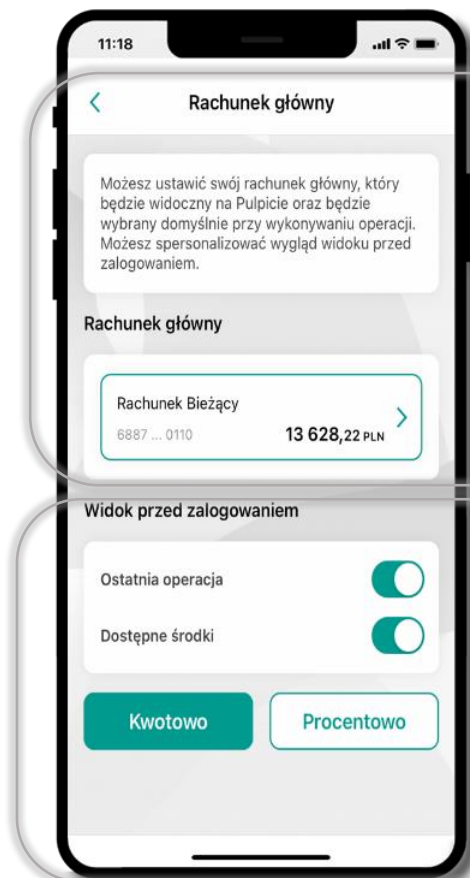 11:18
Rachunek główny
Możesz ustawić swój rachunek główny, który
będzie widoczny na Pulpicie oraz będzie
wybrany domyślnie przy wykonywaniu operacji.
Możesz spersonalizować wygląd widoku przed
zalogowaniem.
Rachunek główny
Rachunek Bieżący
6887 ... 0110 13 628,22 PLN
Widok przed zalogowaniem
Ostatnia operacja
Dostępne środki
Kwotowo Procentowo